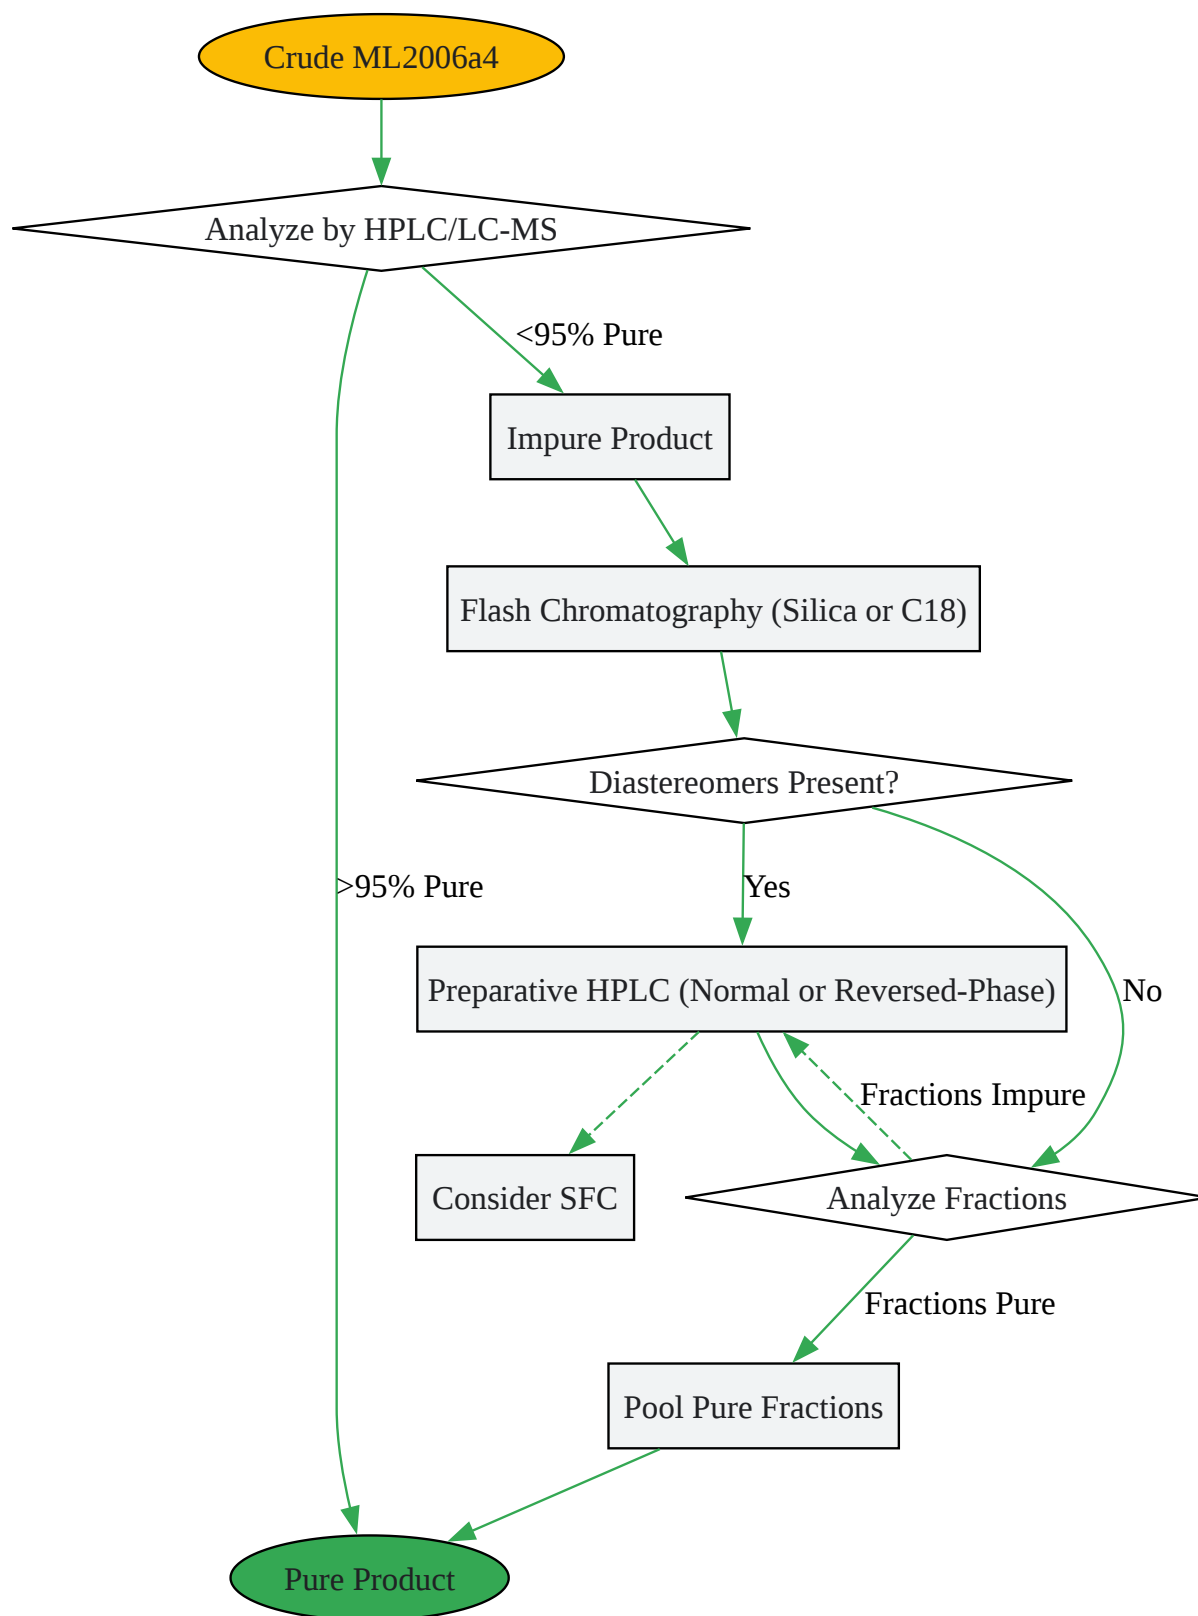 Crude ML2006a4
Analyze by HPLC/LC-MS
<95% Pure
Impure Product
Flash Chromatography (Silica or C18)
Diastereomers Present?
>95% Pure
Yes
Preparative HPLC (Normal or Reversed-Phase)
No
Fractions Impure
Consider SFC
Analyze Fractions
Fractions Pure
Pool Pure Fractions
Pure Product